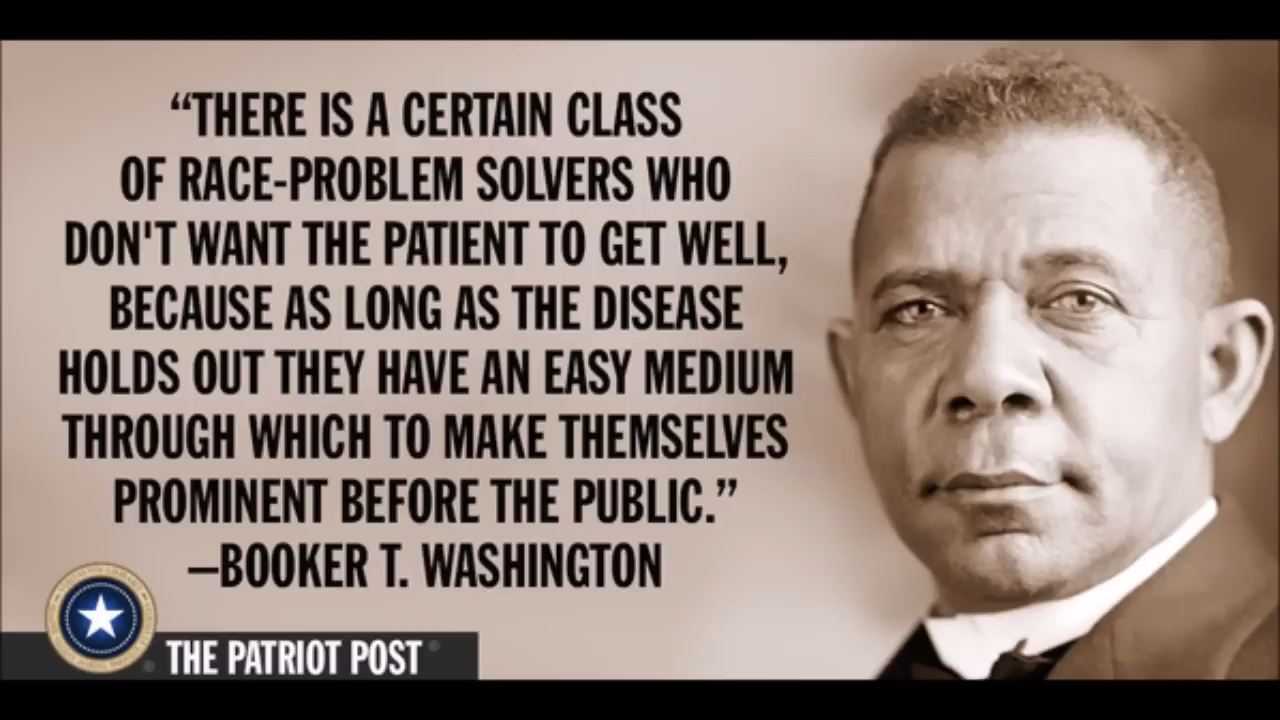 “THERE IS A CERTAIN CLASS
OF RACE-PROBLEM SOLVERS WHO
DON'T WANT THE PATIENT TO GET WELL,
BECAUSE AS LONG AS THE DISEASE
HOLDS OUT THEY HAVE AN EASY MEDIUM
THROUGH WHICH TO MAKE THEMSELVES
PROMINENT BEFORE THE PUBLIC.”
—BOOKER T. WASHINGTON
THE PATRIOT POST